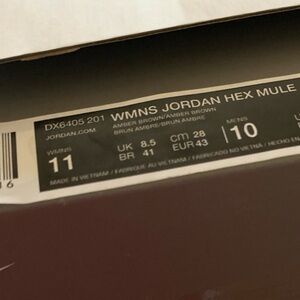 DX6405 201 WMNS JORDAN HEX MULE
JORDAN.COM AMBER BROWN/AMBER BROWN
BRUN AMBRE/BRUN AMBRE
WMNS 11 UK 8.5 CM 28 MENS 10
BR 41 EUR 43
MADE IN VIETNAM / FABRIQUE AU VIETNAM / FABRICADO NO VIETNA / HECHO EN